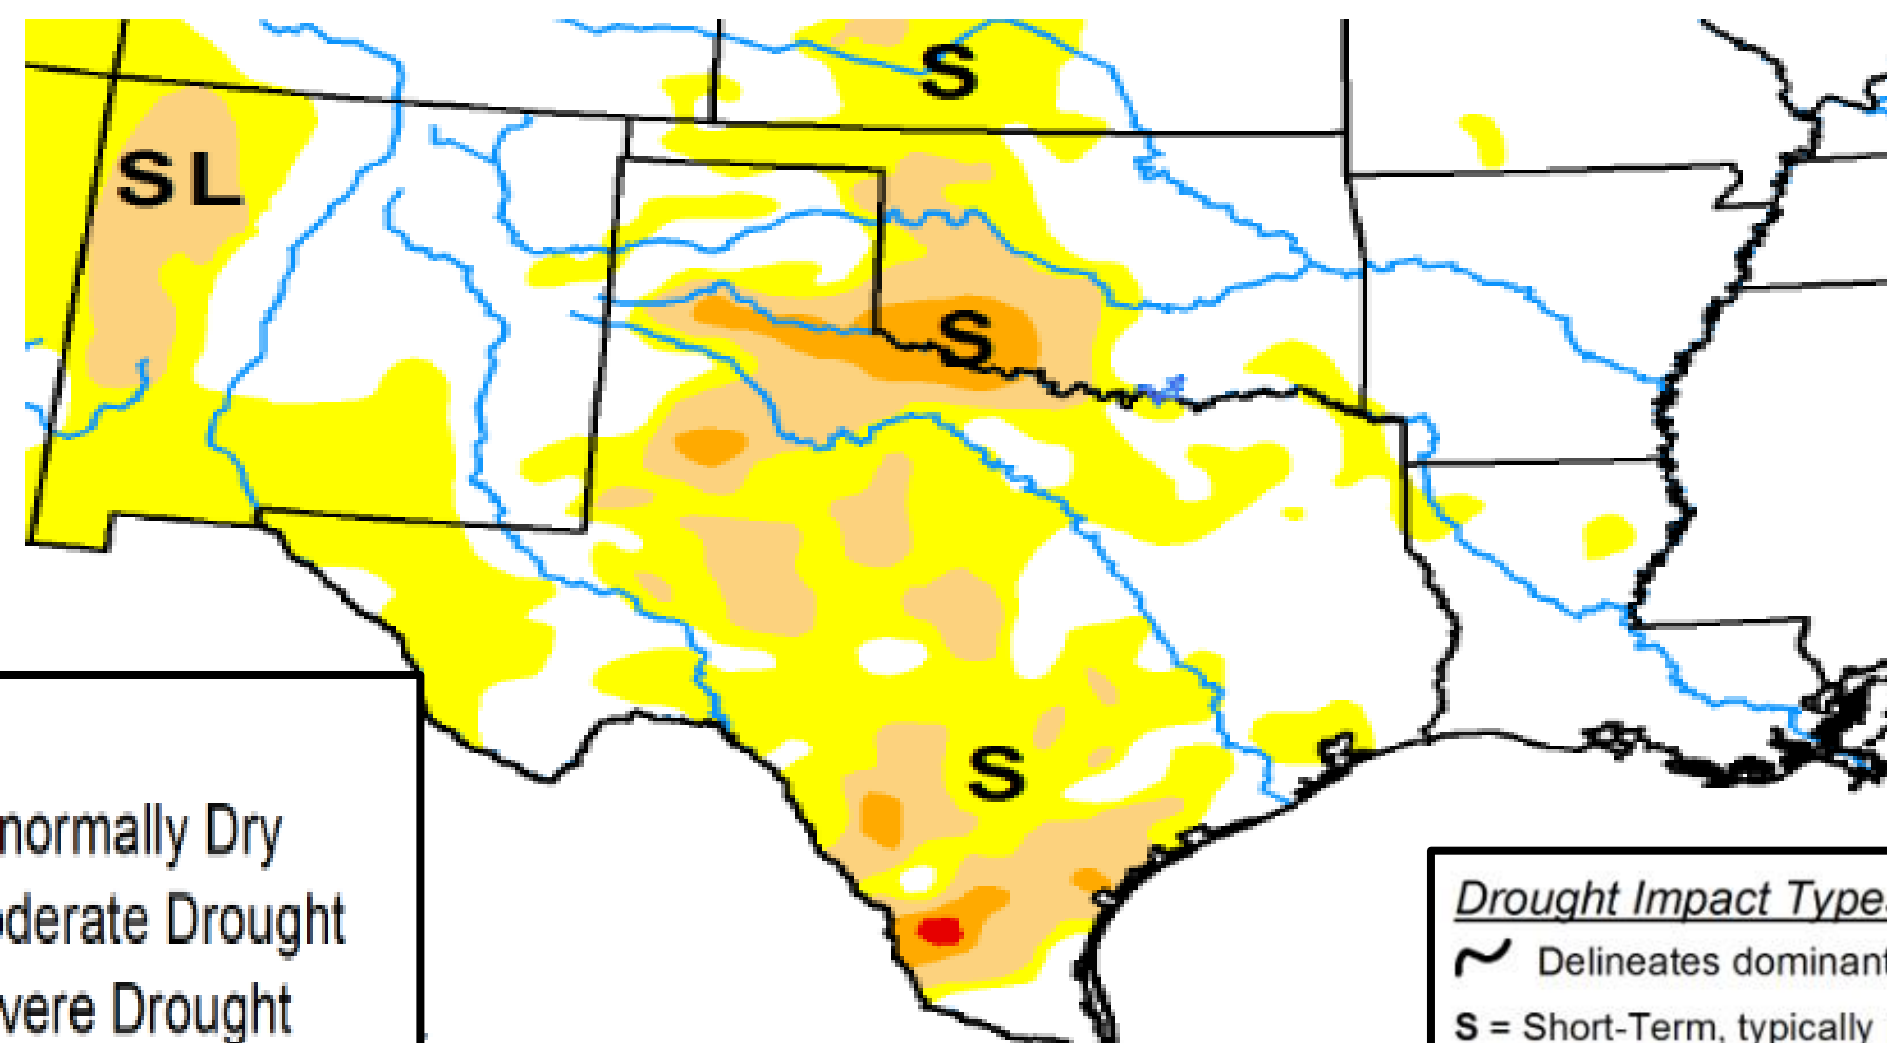 S
SL
S
S
normally Dry
oderate Drought
vere Drought
Drought Impact Type
Delineates dominant
S = Short-Term, typically